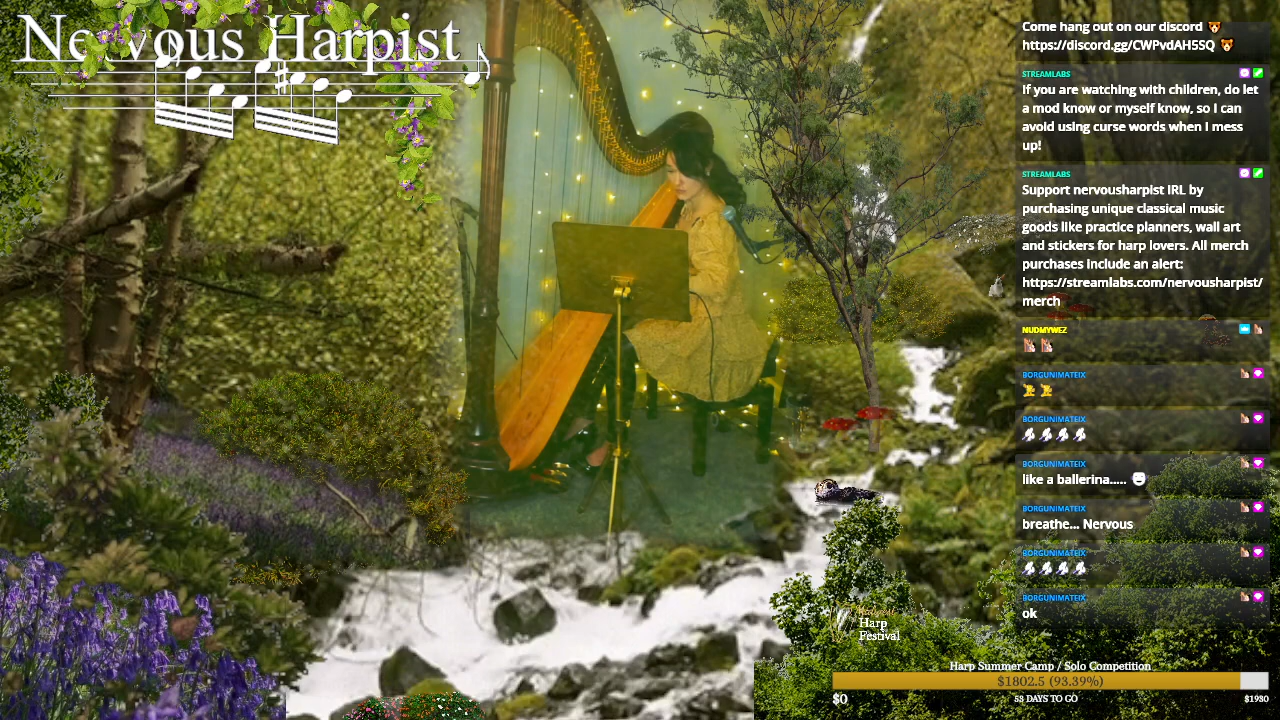 Nervous Harpist
Come hang out on our discord
https://discord.gg/CWPvdAH5SQ
STREAMLABS
If you are watching with children, do let
a mod know or myself know, so I can
avoid using curse words when I mess
up!
STREAMLABS
Support nervousharpist IRL by
purchasing unique classical music
goods like practice planners, wall art
and stickers for harp lovers. All merch
purchases include an alert:
https://streamlabs.com/nervousharpist/
merch
NUDMYWEZ
BORGUNIMATEIX
BORGUNIMATEIX
BORGUNIMATEIX
like a ballerina.....
BORGUNIMATEIX
breathe... Nervous
BORGUNIMATEIX
BORGUNIMATEIX
ok
Harp
Festival
Harp Summer Camp / Solo Competition
$1802.5 (93.39%)
$0
53 DAYS TO GO
$1930